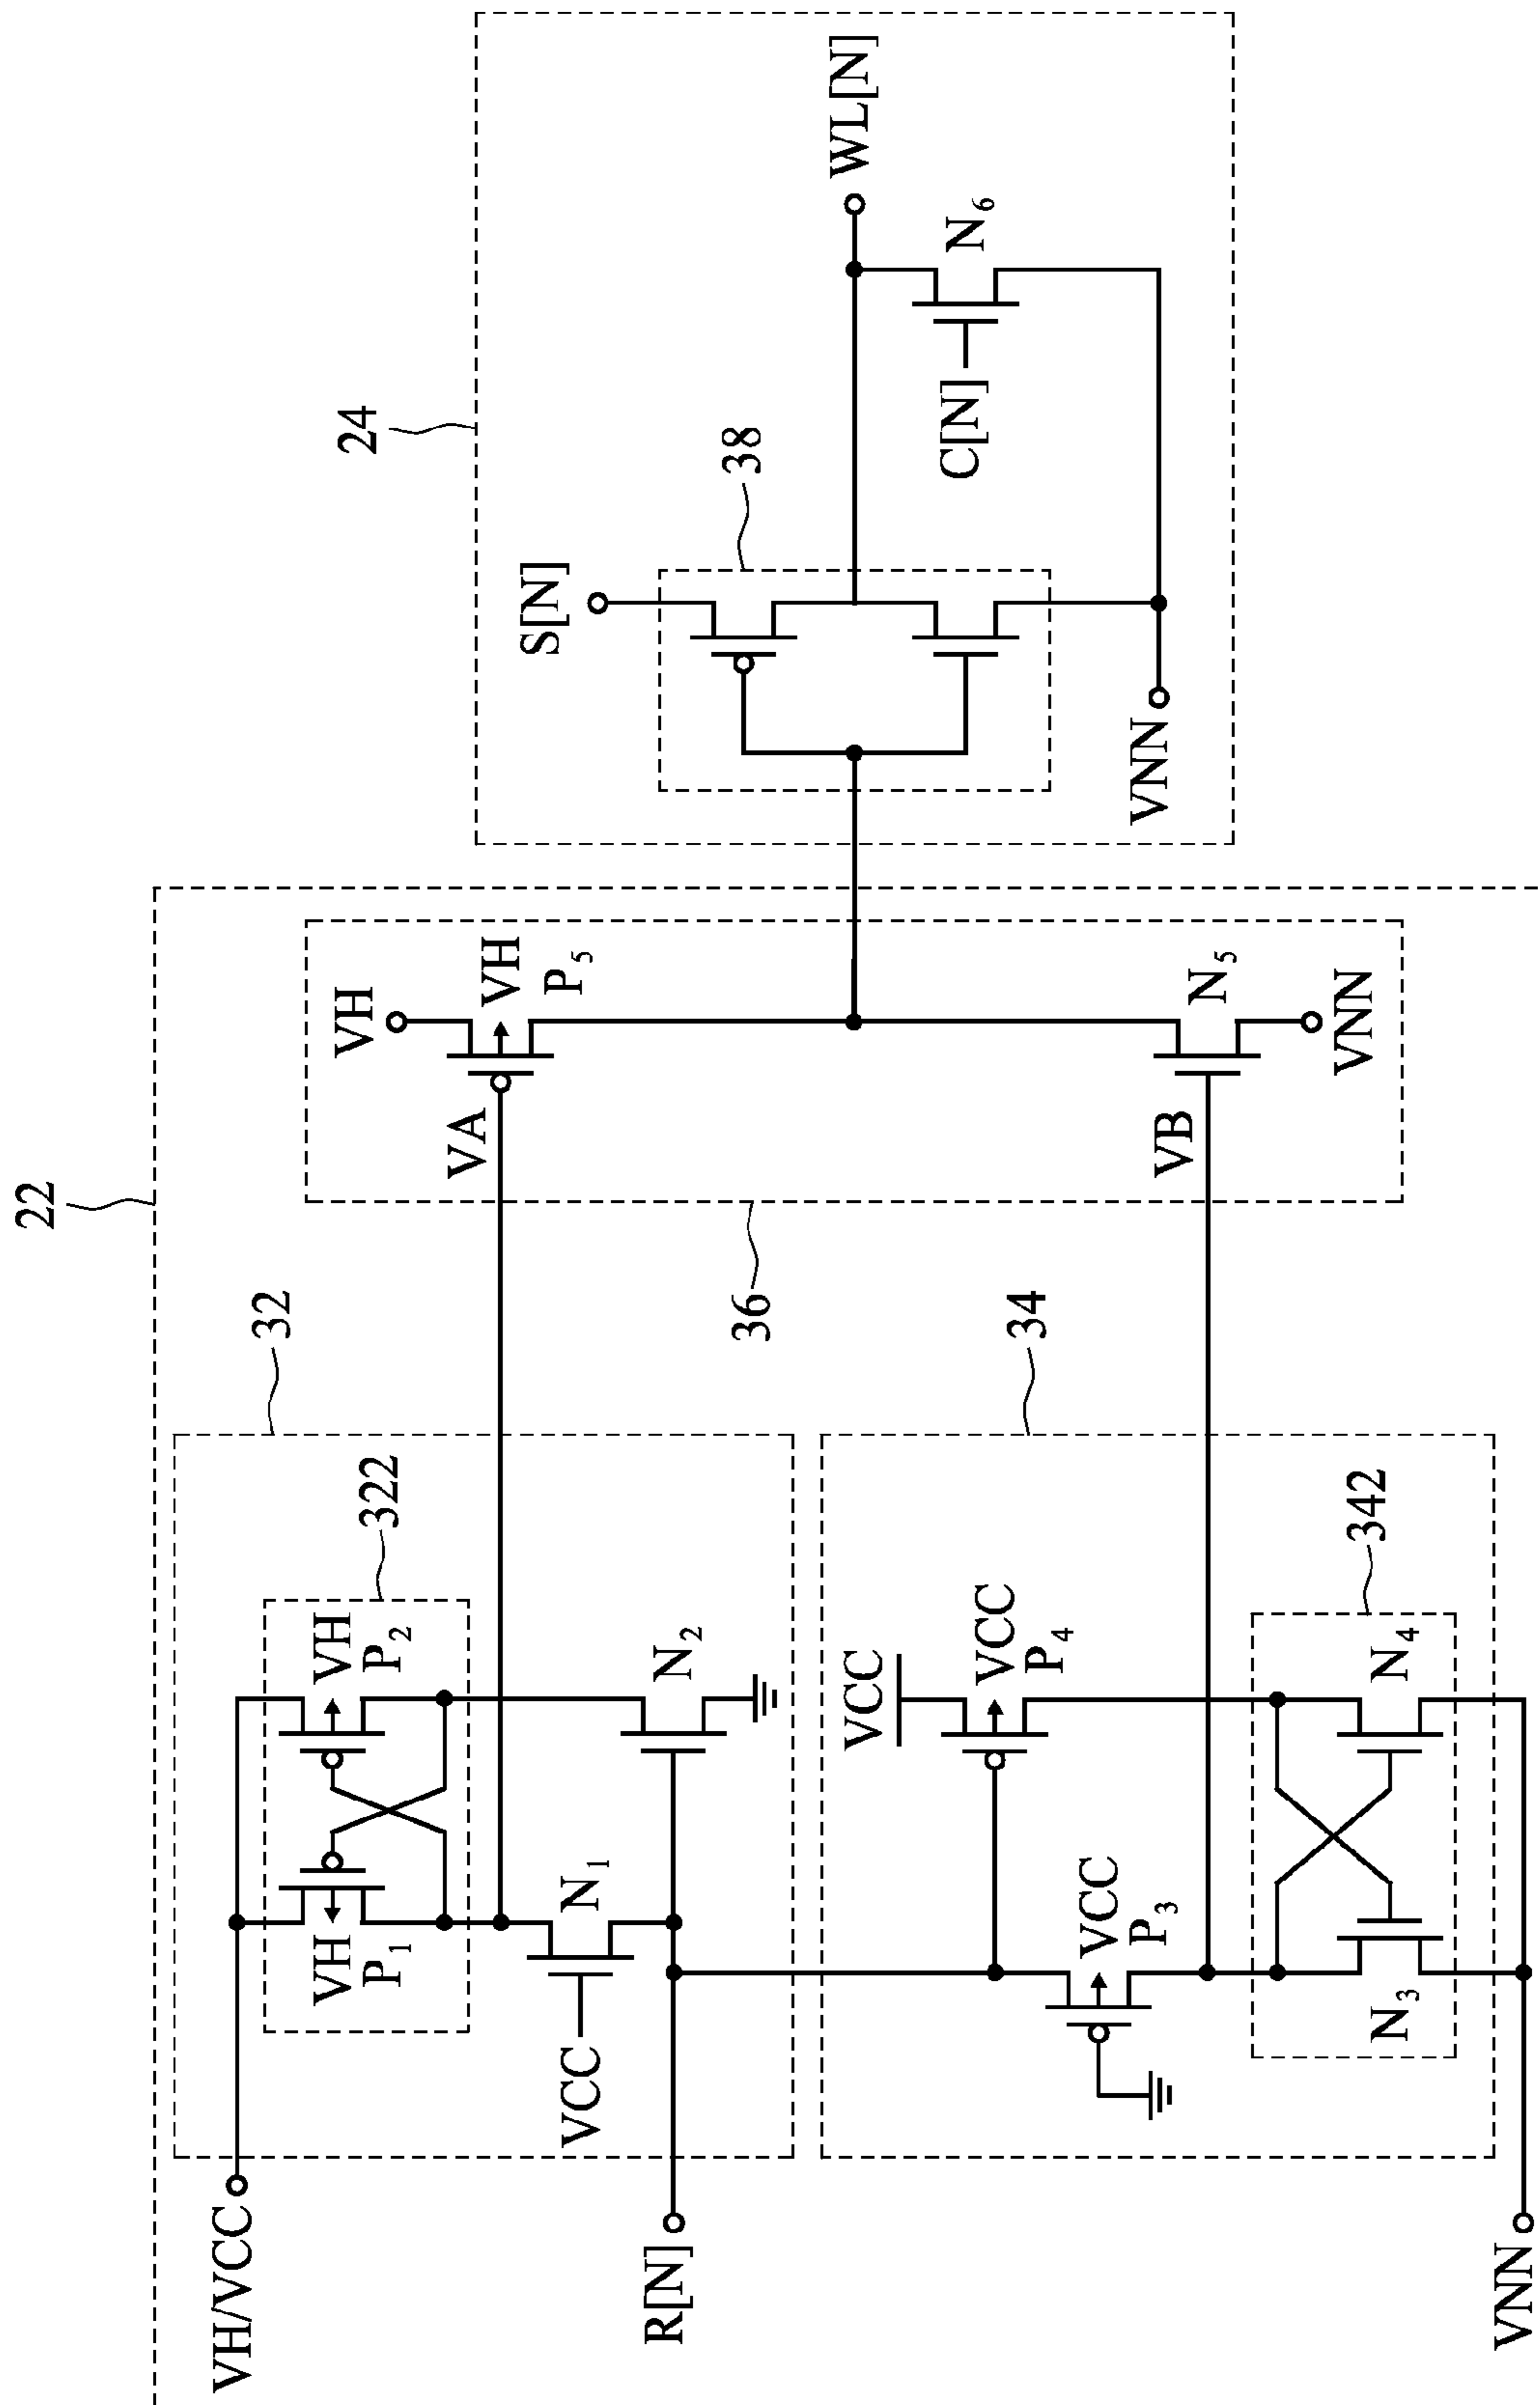 22
24
32
322
VH/VCC
VH
P1
VH
P2
VCC
N1
N2
R[N]
34
342
VCC
VCC
P4
VCC
P3
N3
N4
VNN
36
VH
VH
P5
VA
VB
N5
VNN
38
S[N]
WL[N]
C[N]
N6
VNN